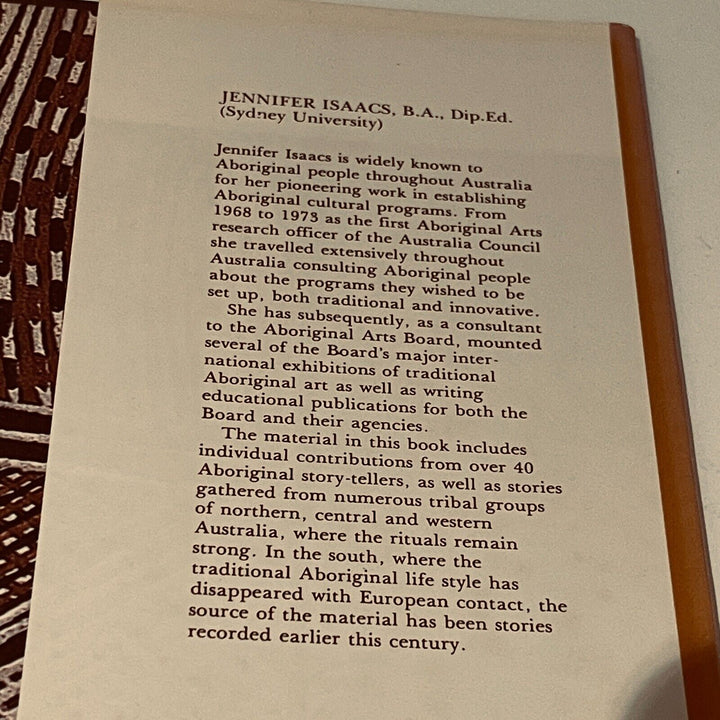 JENNIFER ISAACS, B.A., Dip.Ed.
(Sydney University)
Jennifer Isaacs is widely known to
Aboriginal people throughout Australia
for her pioneering work in establishing
Aboriginal cultural programs. From
1968 to 1973 as the first Aboriginal Arts
research officer of the Australia Council
she travelled extensively throughout
Australia consulting Aboriginal people
about the programs they wished to be
set up, both traditional and innovative.
She has subsequently, as a consultant
to the Aboriginal Arts Board, mounted
several of the Board's major inter-
national exhibitions of traditional
Aboriginal art as well as writing
educational publications for both the
Board and their agencies.
The material in this book includes
individual contributions from over 40
Aboriginal story-tellers, as well as stories
gathered from numerous tribal groups
of northern, central and western
Australia, where the rituals remain
strong. In the south, where the
traditional Aboriginal life style has
disappeared with European contact, the
source of the material has been stories
recorded earlier this century.